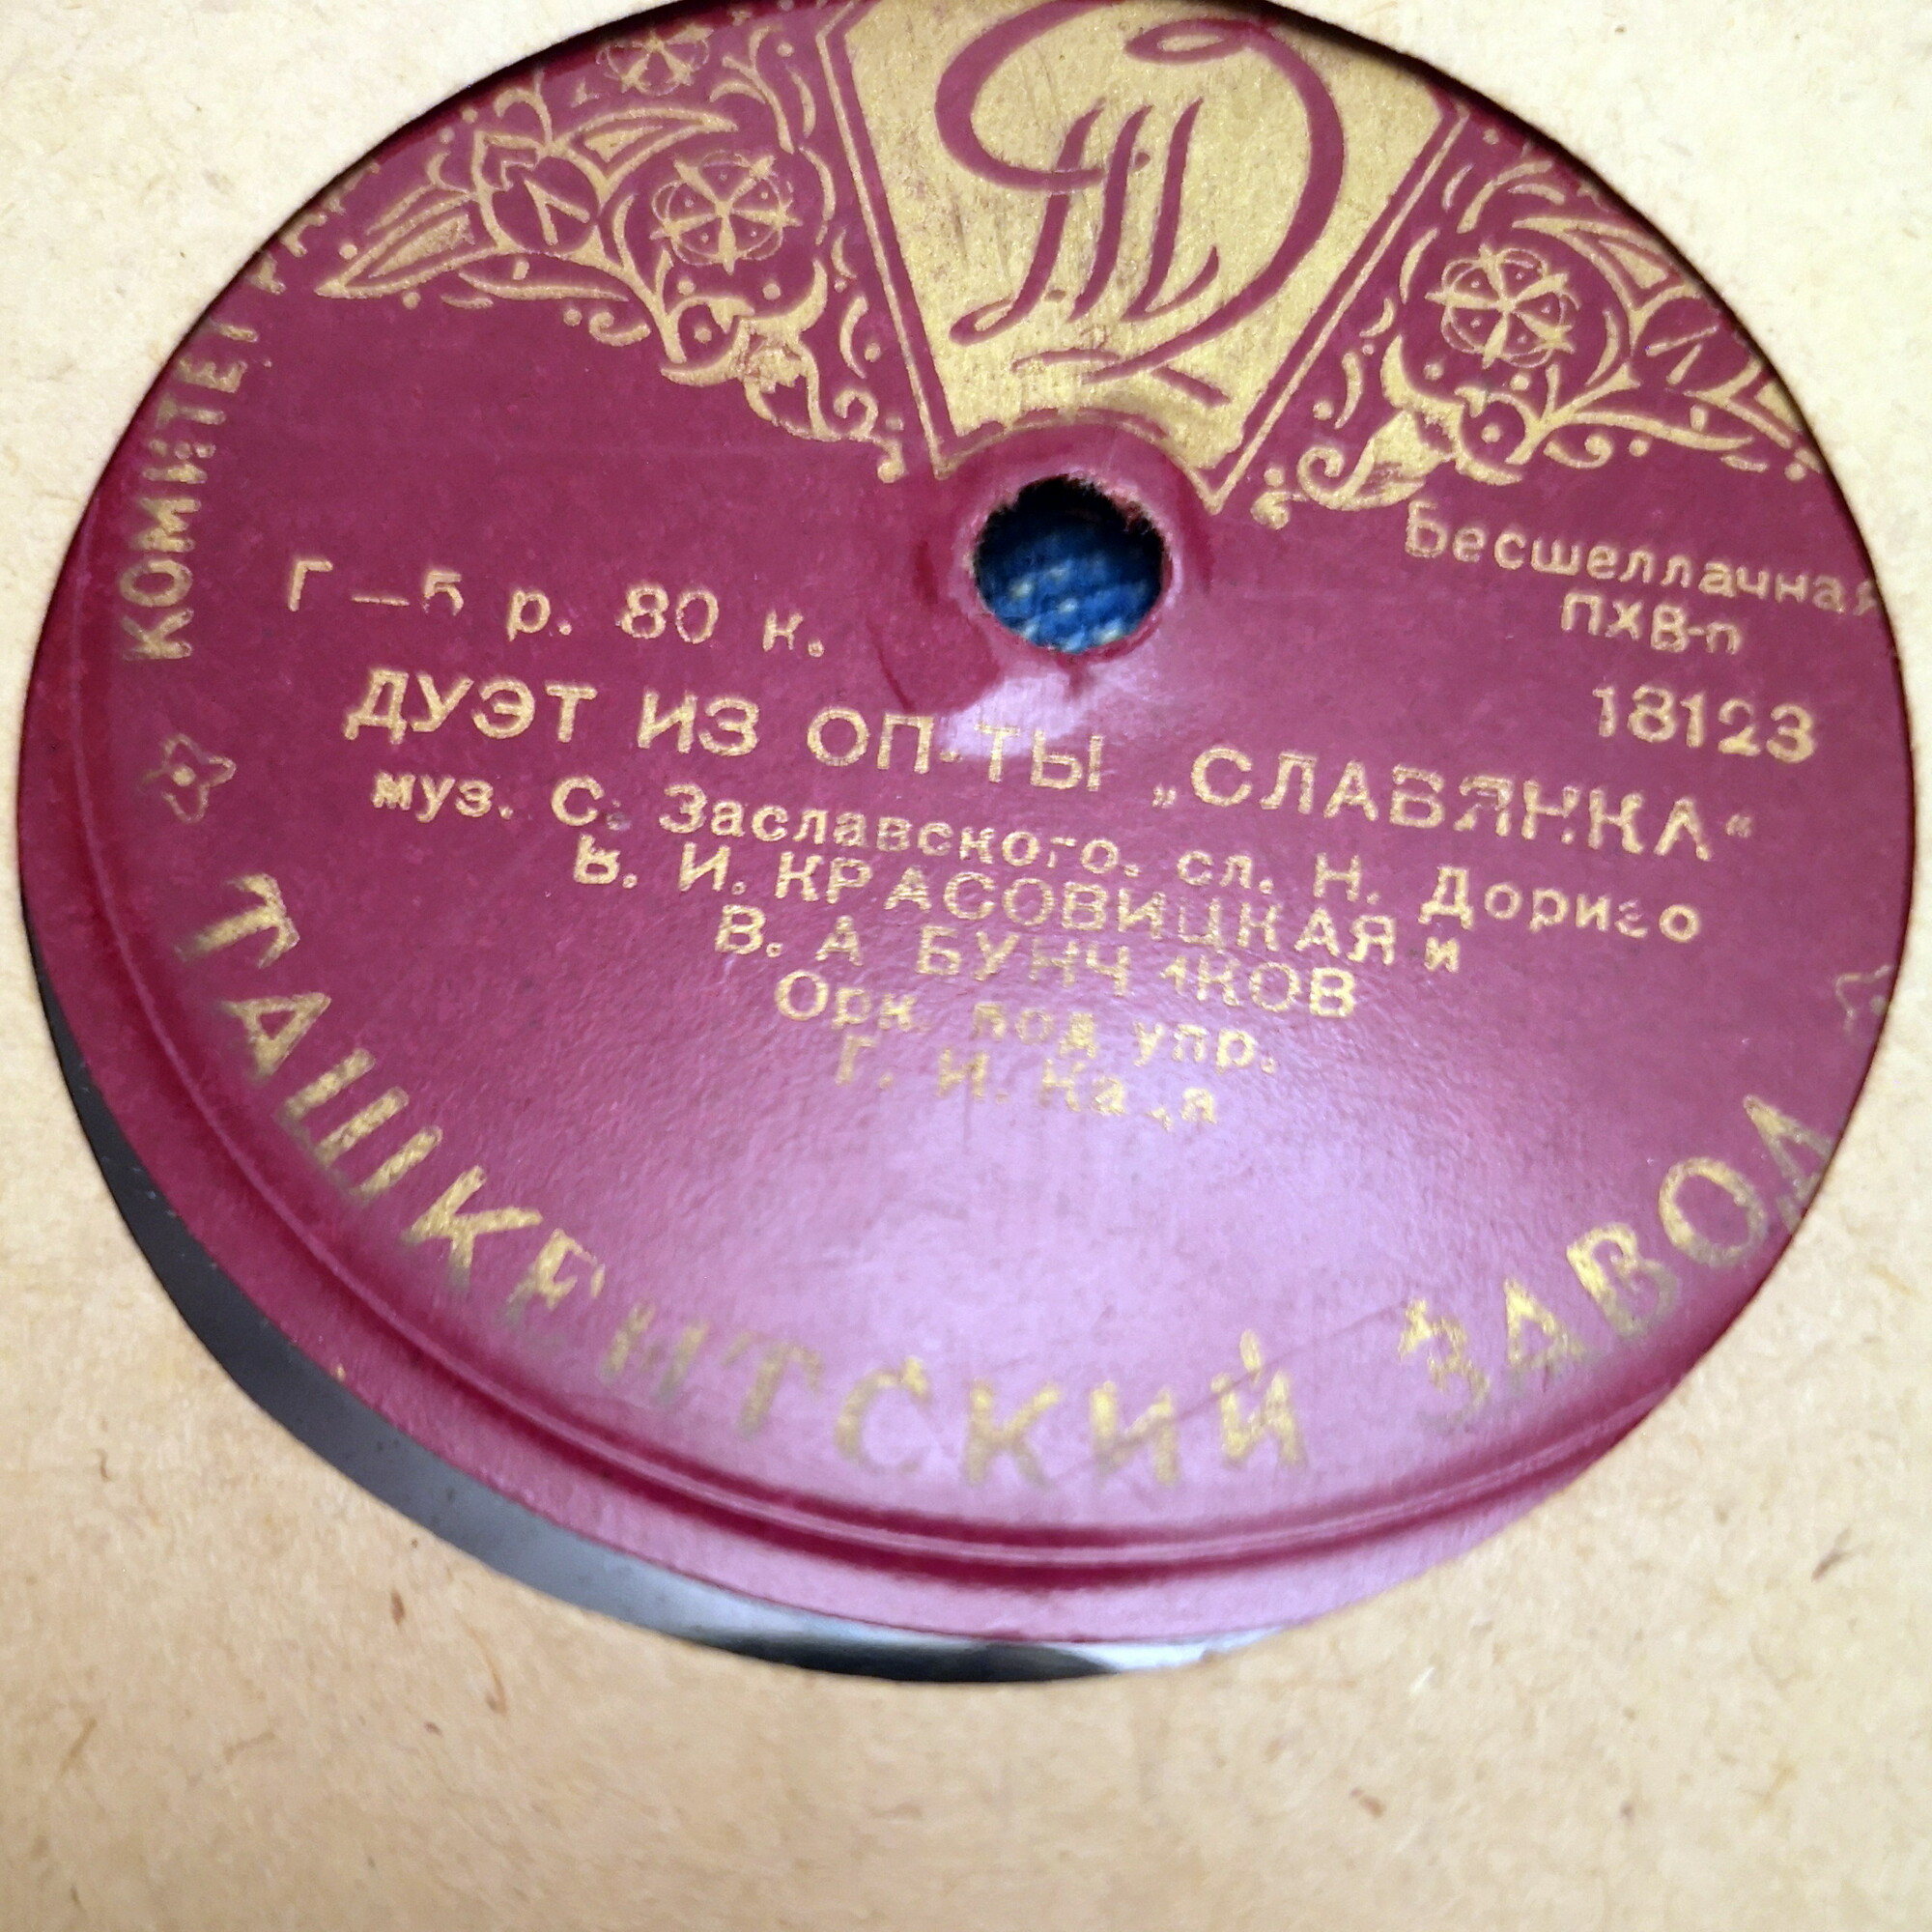 КОМИТЕТ
Г—5 р. 80 к.
Бесшеллачная
ПХВ-п
18123
ДУЭТ ИЗ ОП-ТЫ „СЛАВЯНКА“
муз. С. Заславского. сл. Н. Доризо
И. КРАСОВИЦКАЯ и
В. А БУНЧИКОВ
Орк. под упр.
Г. И.
ТАШКЕНТСКИЙ ЗАВОД